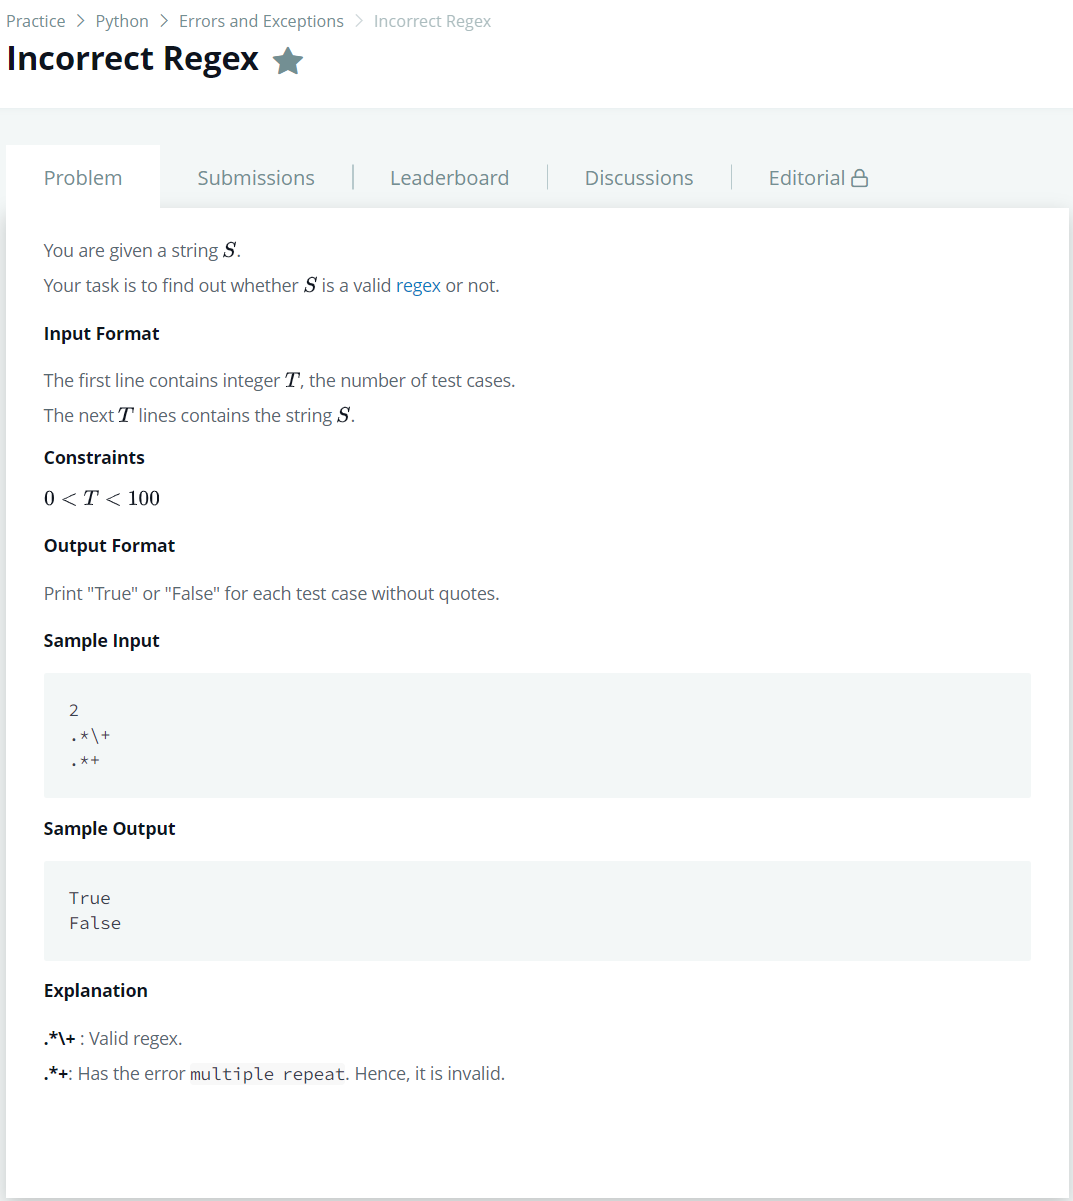 Practice > Python > Errors and Exceptions > Incorrect Regex
Incorrect Regex
Problem
Submissions
Leaderboard
Discussions
Editorial
You are given a string S.
Your task is to find out whether S is a valid regex or not.
Input Format
The first line contains integer T, the number of test cases.
The next T lines contains the string S.
Constraints
0 < T < 100
Output Format
Print "True" or "False" for each test case without quotes.
Sample Input
2
.*\+
.*+
Sample Output
True
False
Explanation
.*\+ : Valid regex.
.*+: Has the error multiple repeat. Hence, it is invalid.